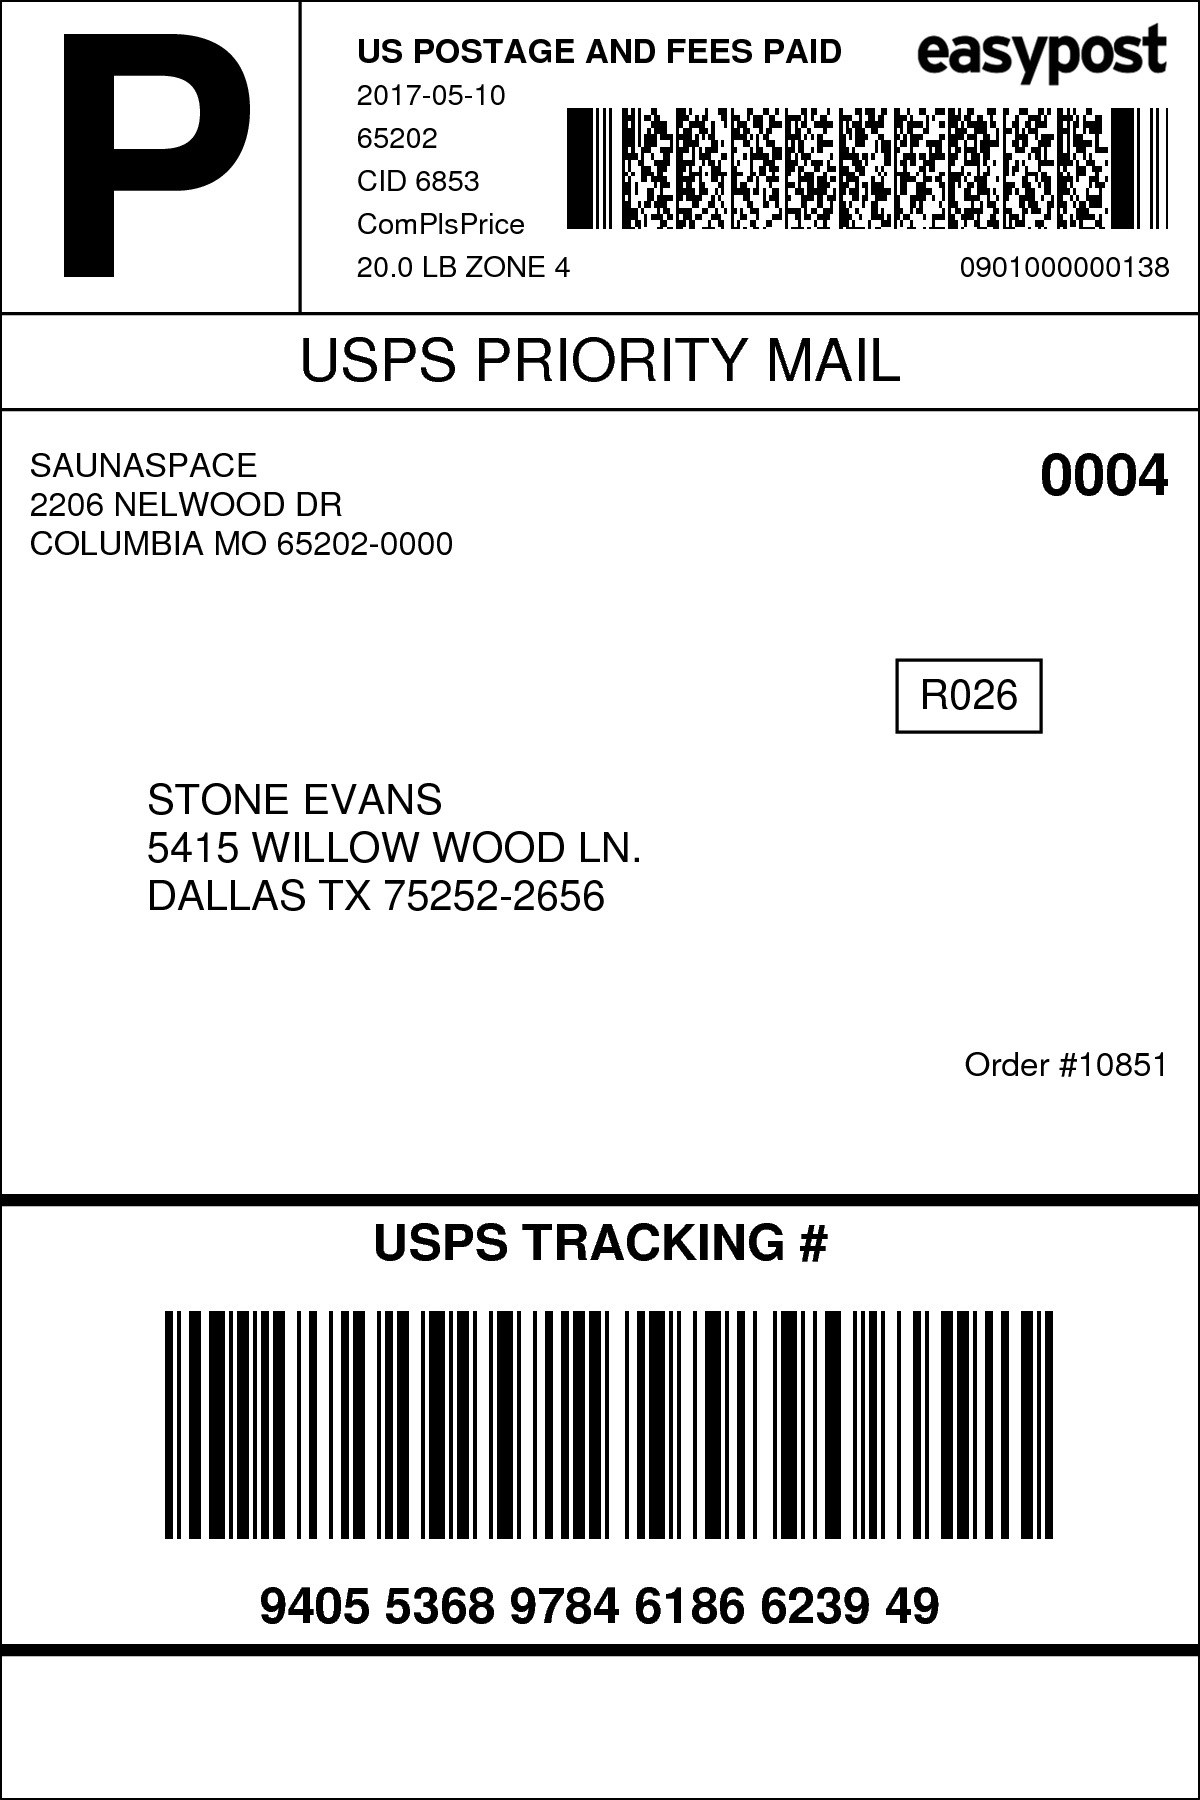 P
US POSTAGE AND FEES PAID
easypost
2017-05-10
65202
CID 6853
ComPlsPrice
20.0 LB ZONE 4
0901000000138
USPS PRIORITY MAIL
SAUNASPACE
2206 NELWOOD DR
COLUMBIA MO 65202-0000
0004
R026
STONE EVANS
5415 WILLOW WOOD LN.
DALLAS TX 75252-2656
Order #10851
USPS TRACKING #
9405 5368 9784 6186 6239 49